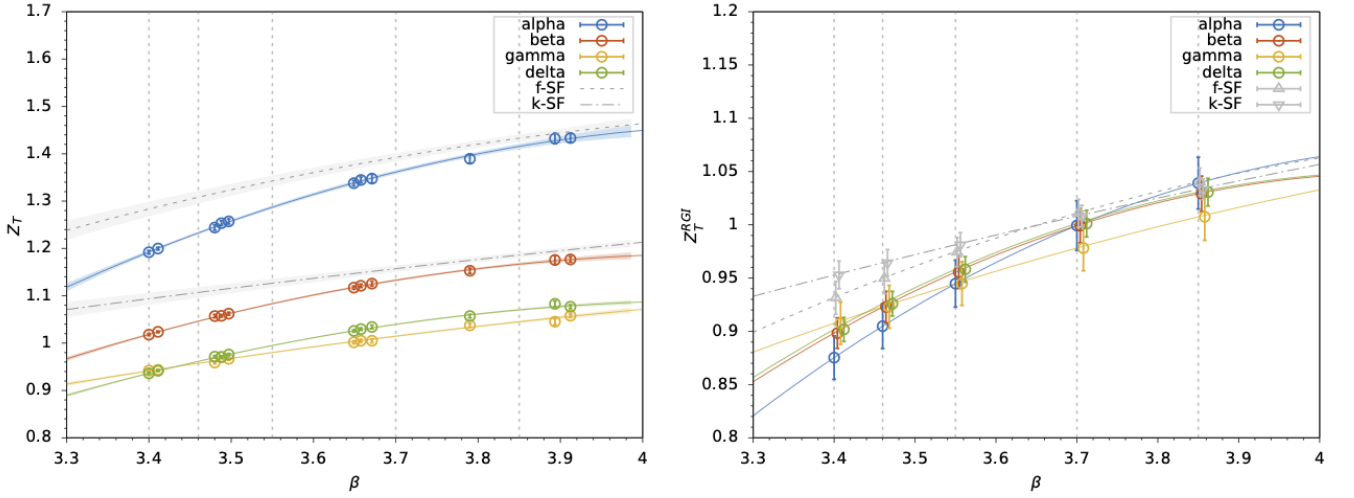 1.7
1.6
1.5
1.4
1.3
1.2
1.1
1
0.9
0.8
Z_T
alpha
beta
gamma
delta
f-SF
k-SF
3.3 3.4 3.5 3.6 3.7 3.8 3.9 4
β
1.2
1.15
1.1
1.05
1
0.95
0.9
0.85
0.8
Z_T^{RGI}
alpha
beta
gamma
delta
f-SF
k-SF
3.3 3.4 3.5 3.6 3.7 3.8 3.9 4
β